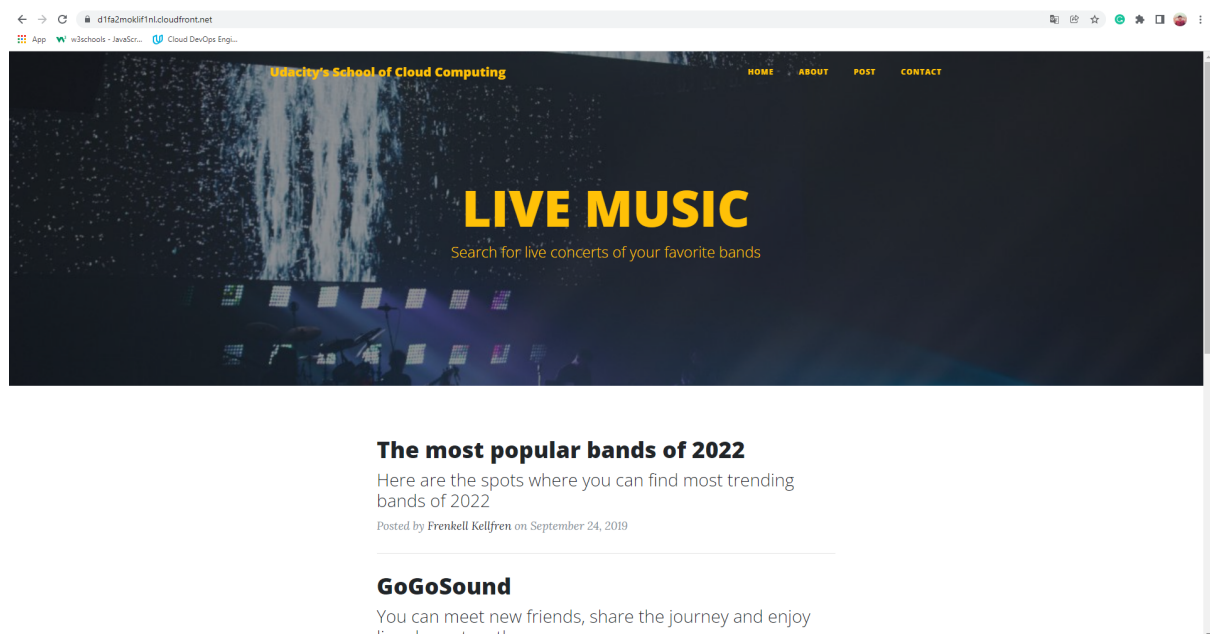 d1fa2moklif1nl.cloudfront.net
App w3schools - JavaScr... Cloud DevOps Engi...
Udacity's School of Cloud Computing HOME ABOUT POST CONTACT
LIVE MUSIC
Search for live concerts of your favorite bands
The most popular bands of 2022
Here are the spots where you can find most trending
bands of 2022
Posted by Frenkell Kellfren on September 24, 2019
GoGoSound
You can meet new friends, share the journey and enjoy